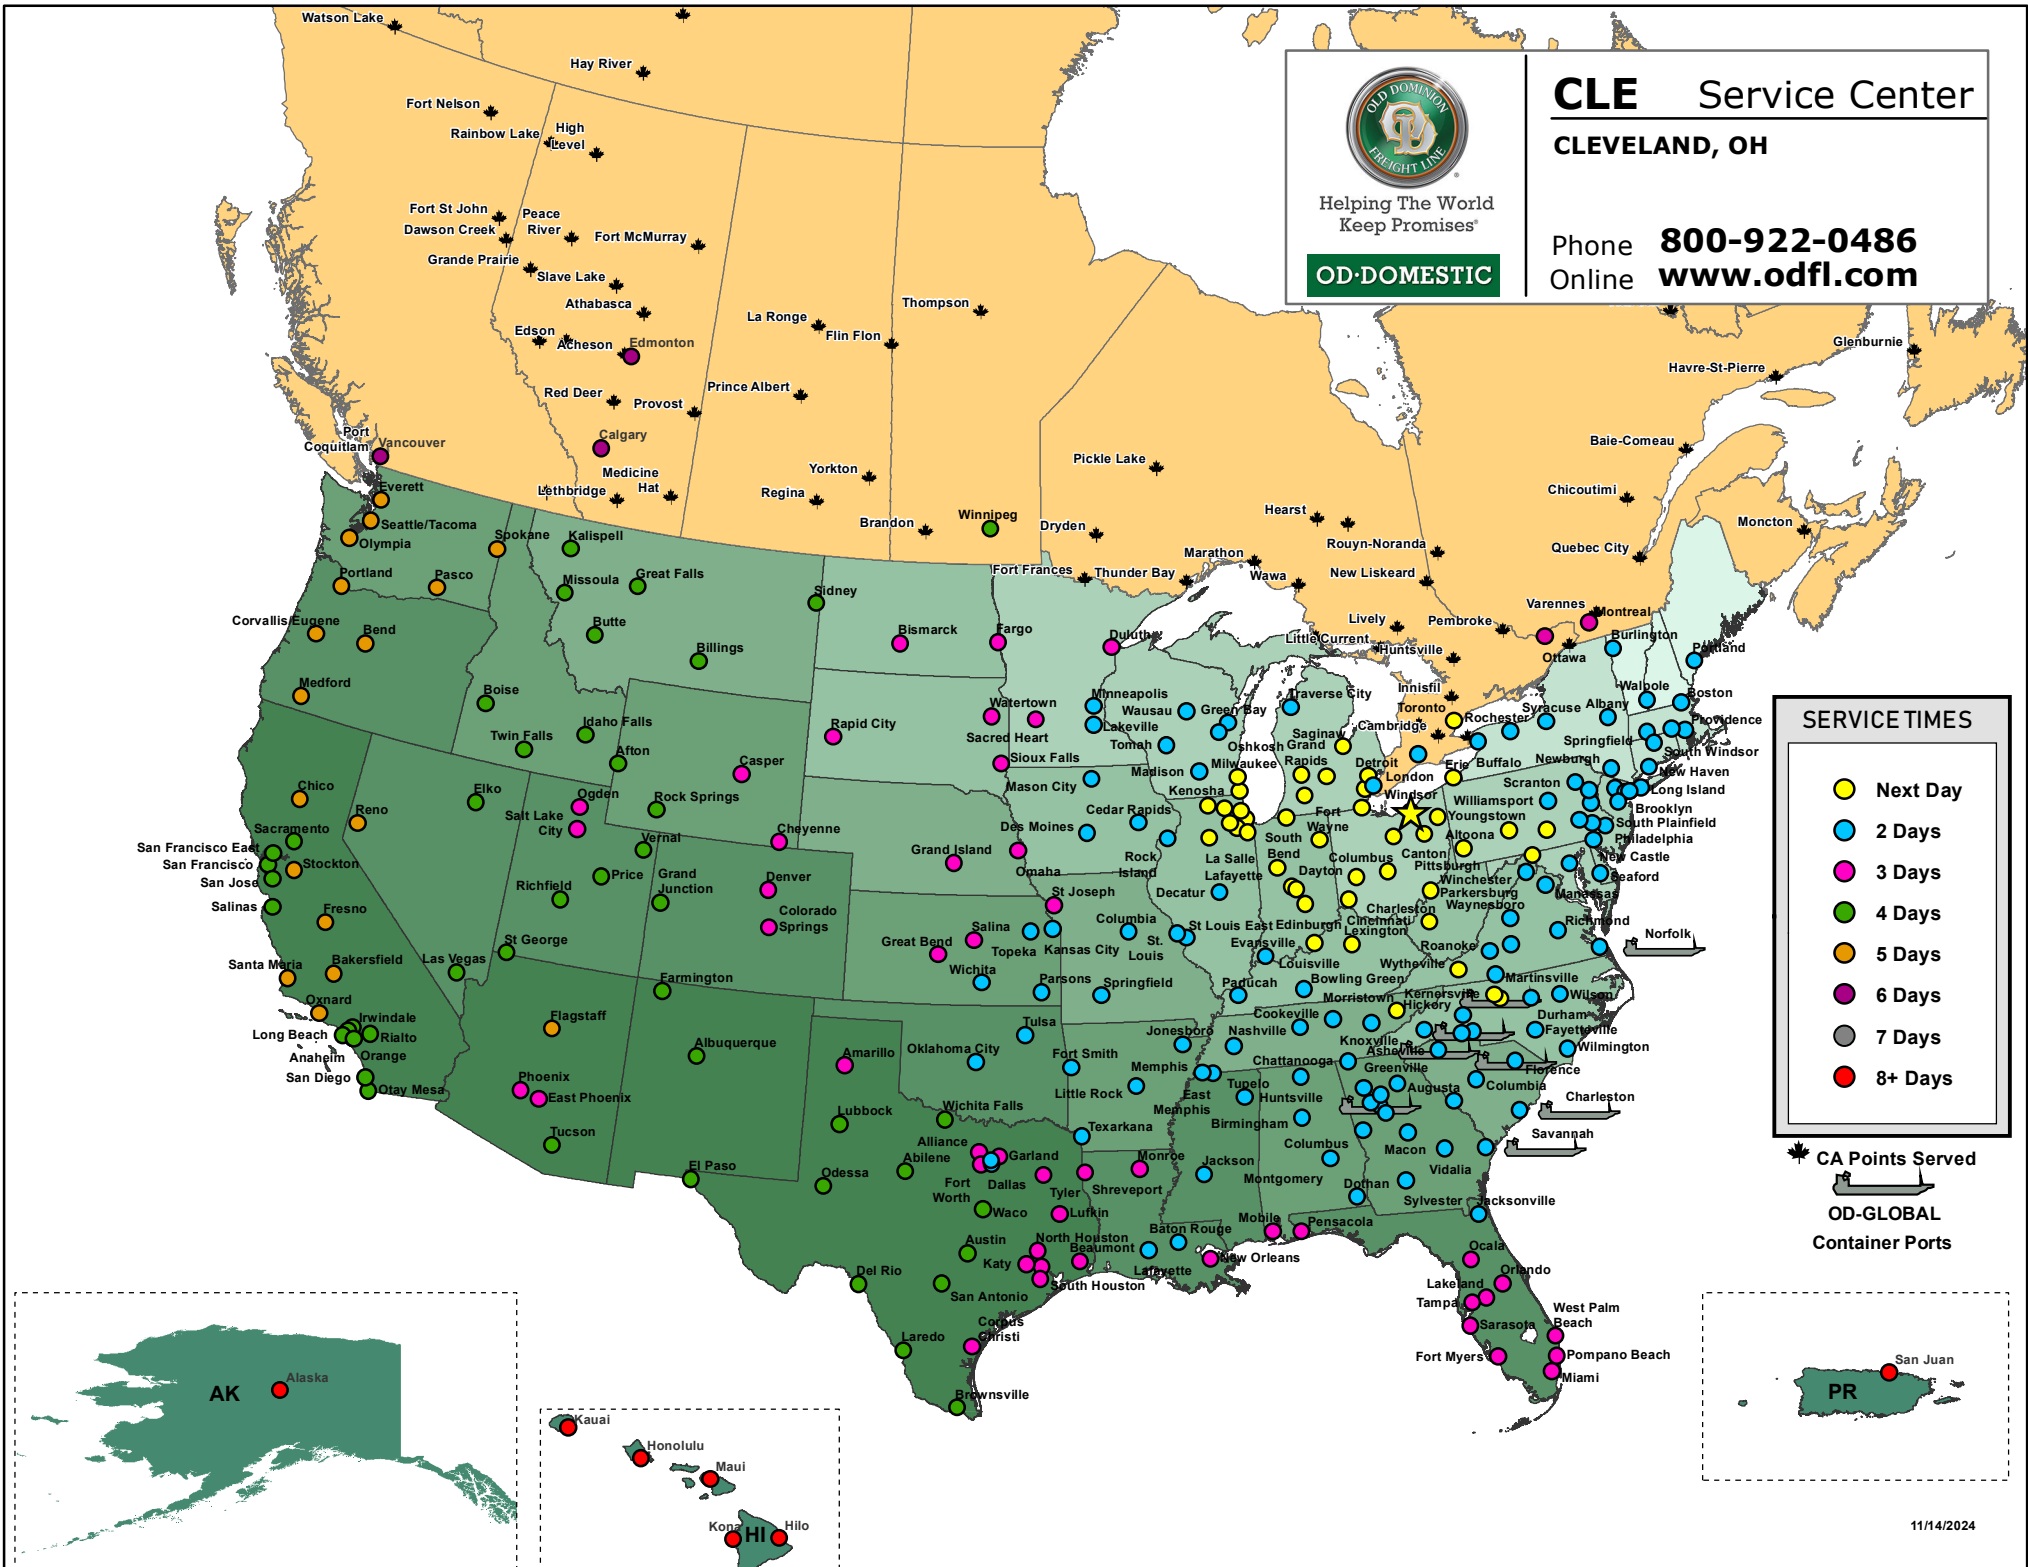 Watson Lake
Hay River
Fort Nelson
Rainbow Lake
High
Level
Fort St John
Dawson Creek
Peace
River
Fort McMurray
Grande Prairie
Slave Lake
Athabasca
Edson
Acheson
Edmonton
Red Deer
Provost
Calgary
Medicine
Hat
Lethbridge
Port
Coquitlam
Vancouver
La Ronge
Flin Flon
Thompson
Prince Albert
Yorkton
Regina
Brandon
Winnipeg
Pickle Lake
Dryden
Fort Frances
Thunder Bay
Marathon
Wawa
Hearst
Rouyn-Noranda
New Liskeard
Lively
Little Current
Pembroke
Huntsville
Innisfil
Toronto
Cambridge
London
Windsor
Varennes
Montreal
Ottawa
Quebec City
Chicoutimi
Baie-Comeau
Havre-St-Pierre
Glenburnie
Moncton
OLD DOMINION
FREIGHT LINE
Helping The World
Keep Promises®
OD·DOMESTIC
CLE Service Center
CLEVELAND, OH
Phone 800-922-0486
Online www.odfl.com
Everett
Seattle/Tacoma
Olympia
Spokane
Portland
Pasco
Corvallis/Eugene
Bend
Medford
Kalispell
Missoula
Great Falls
Butte
Billings
Sidney
Boise
Idaho Falls
Twin Falls
Afton
Casper
Rock Springs
Cheyenne
Chico
Reno
Elko
Sacramento
San Francisco East
San Francisco
Stockton
San Jose
Salinas
Fresno
Santa Maria
Bakersfield
Oxnard
Irwindale
Long Beach
Rialto
Anaheim
Orange
San Diego
Otay Mesa
Las Vegas
St George
Ogden
Salt Lake
City
Vernal
Price
Richfield
Grand
Junction
Denver
Colorado
Springs
Farmington
Flagstaff
Albuquerque
Phoenix
East Phoenix
Tucson
El Paso
Bismarck
Fargo
Duluth
Watertown
Sacred Heart
Rapid City
Sioux Falls
Grand Island
Omaha
Minneapolis
Lakeville
Wausau
Green Bay
Oshkosh
Tomah
Madison
Milwaukee
Kenosha
Mason City
Cedar Rapids
Des Moines
Rock
Island
La Salle
Decatur
Traverse City
Saginaw
Grand
Rapids
Detroit
South
Bend
Fort
Wayne
Lafayette
Dayton
Columbus
Canton
Youngstown
Cincinnati
Edinburgh
Evansville
Louisville
Lexington
Bowling Green
Paducah
St Joseph
Salina
Topeka
Kansas City
Columbia
St Louis East
St.
Louis
Great Bend
Wichita
Parsons
Springfield
Amarillo
Oklahoma City
Tulsa
Fort Smith
Little Rock
Jonesboro
Memphis
East
Memphis
Texarkana
Lubbock
Wichita Falls
Odessa
Abilene
Alliance
Garland
Fort
Worth
Dallas
Tyler
Waco
Lufkin
Austin
North Houston
Katy
Beaumont
South Houston
San Antonio
Del Rio
Laredo
Corpus
Christi
Brownsville
Shreveport
Monroe
Baton Rouge
Lafayette
New Orleans
Jackson
Tupelo
Huntsville
Birmingham
Montgomery
Mobile
Dothan
Pensacola
Nashville
Cookeville
Chattanooga
Knoxville
Morristown
Asheville
Hickory
Kernersville
Greenville
Augusta
Columbus
Macon
Vidalia
Sylvester
Jacksonville
Ocala
Orlando
Lakeland
Tampa
Sarasota
Fort Myers
West Palm
Beach
Pompano Beach
Miami
Columbia
Florence
Charleston
Savannah
Wilmington
Fayetteville
Durham
Wilson
Martinsville
Wytheville
Roanoke
Norfolk
Richmond
Waynesboro
Manassas
Winchester
Parkersburg
Charleston
Pittsburgh
Altoona
Erie
Williamsport
Scranton
Buffalo
Rochester
Syracuse
Albany
Newburgh
Burlington
Portland
Walpole
Boston
Providence
Springfield
South Windsor
New Haven
Long Island
Brooklyn
South Plainfield
Philadelphia
New Castle
Seaford
SERVICE TIMES
Next Day
2 Days
3 Days
4 Days
5 Days
6 Days
7 Days
8+ Days
CA Points Served
OD-GLOBAL
Container Ports
AK
Alaska
Kauai
Honolulu
Maui
Kona
HI
Hilo
San Juan
PR
11/14/2024